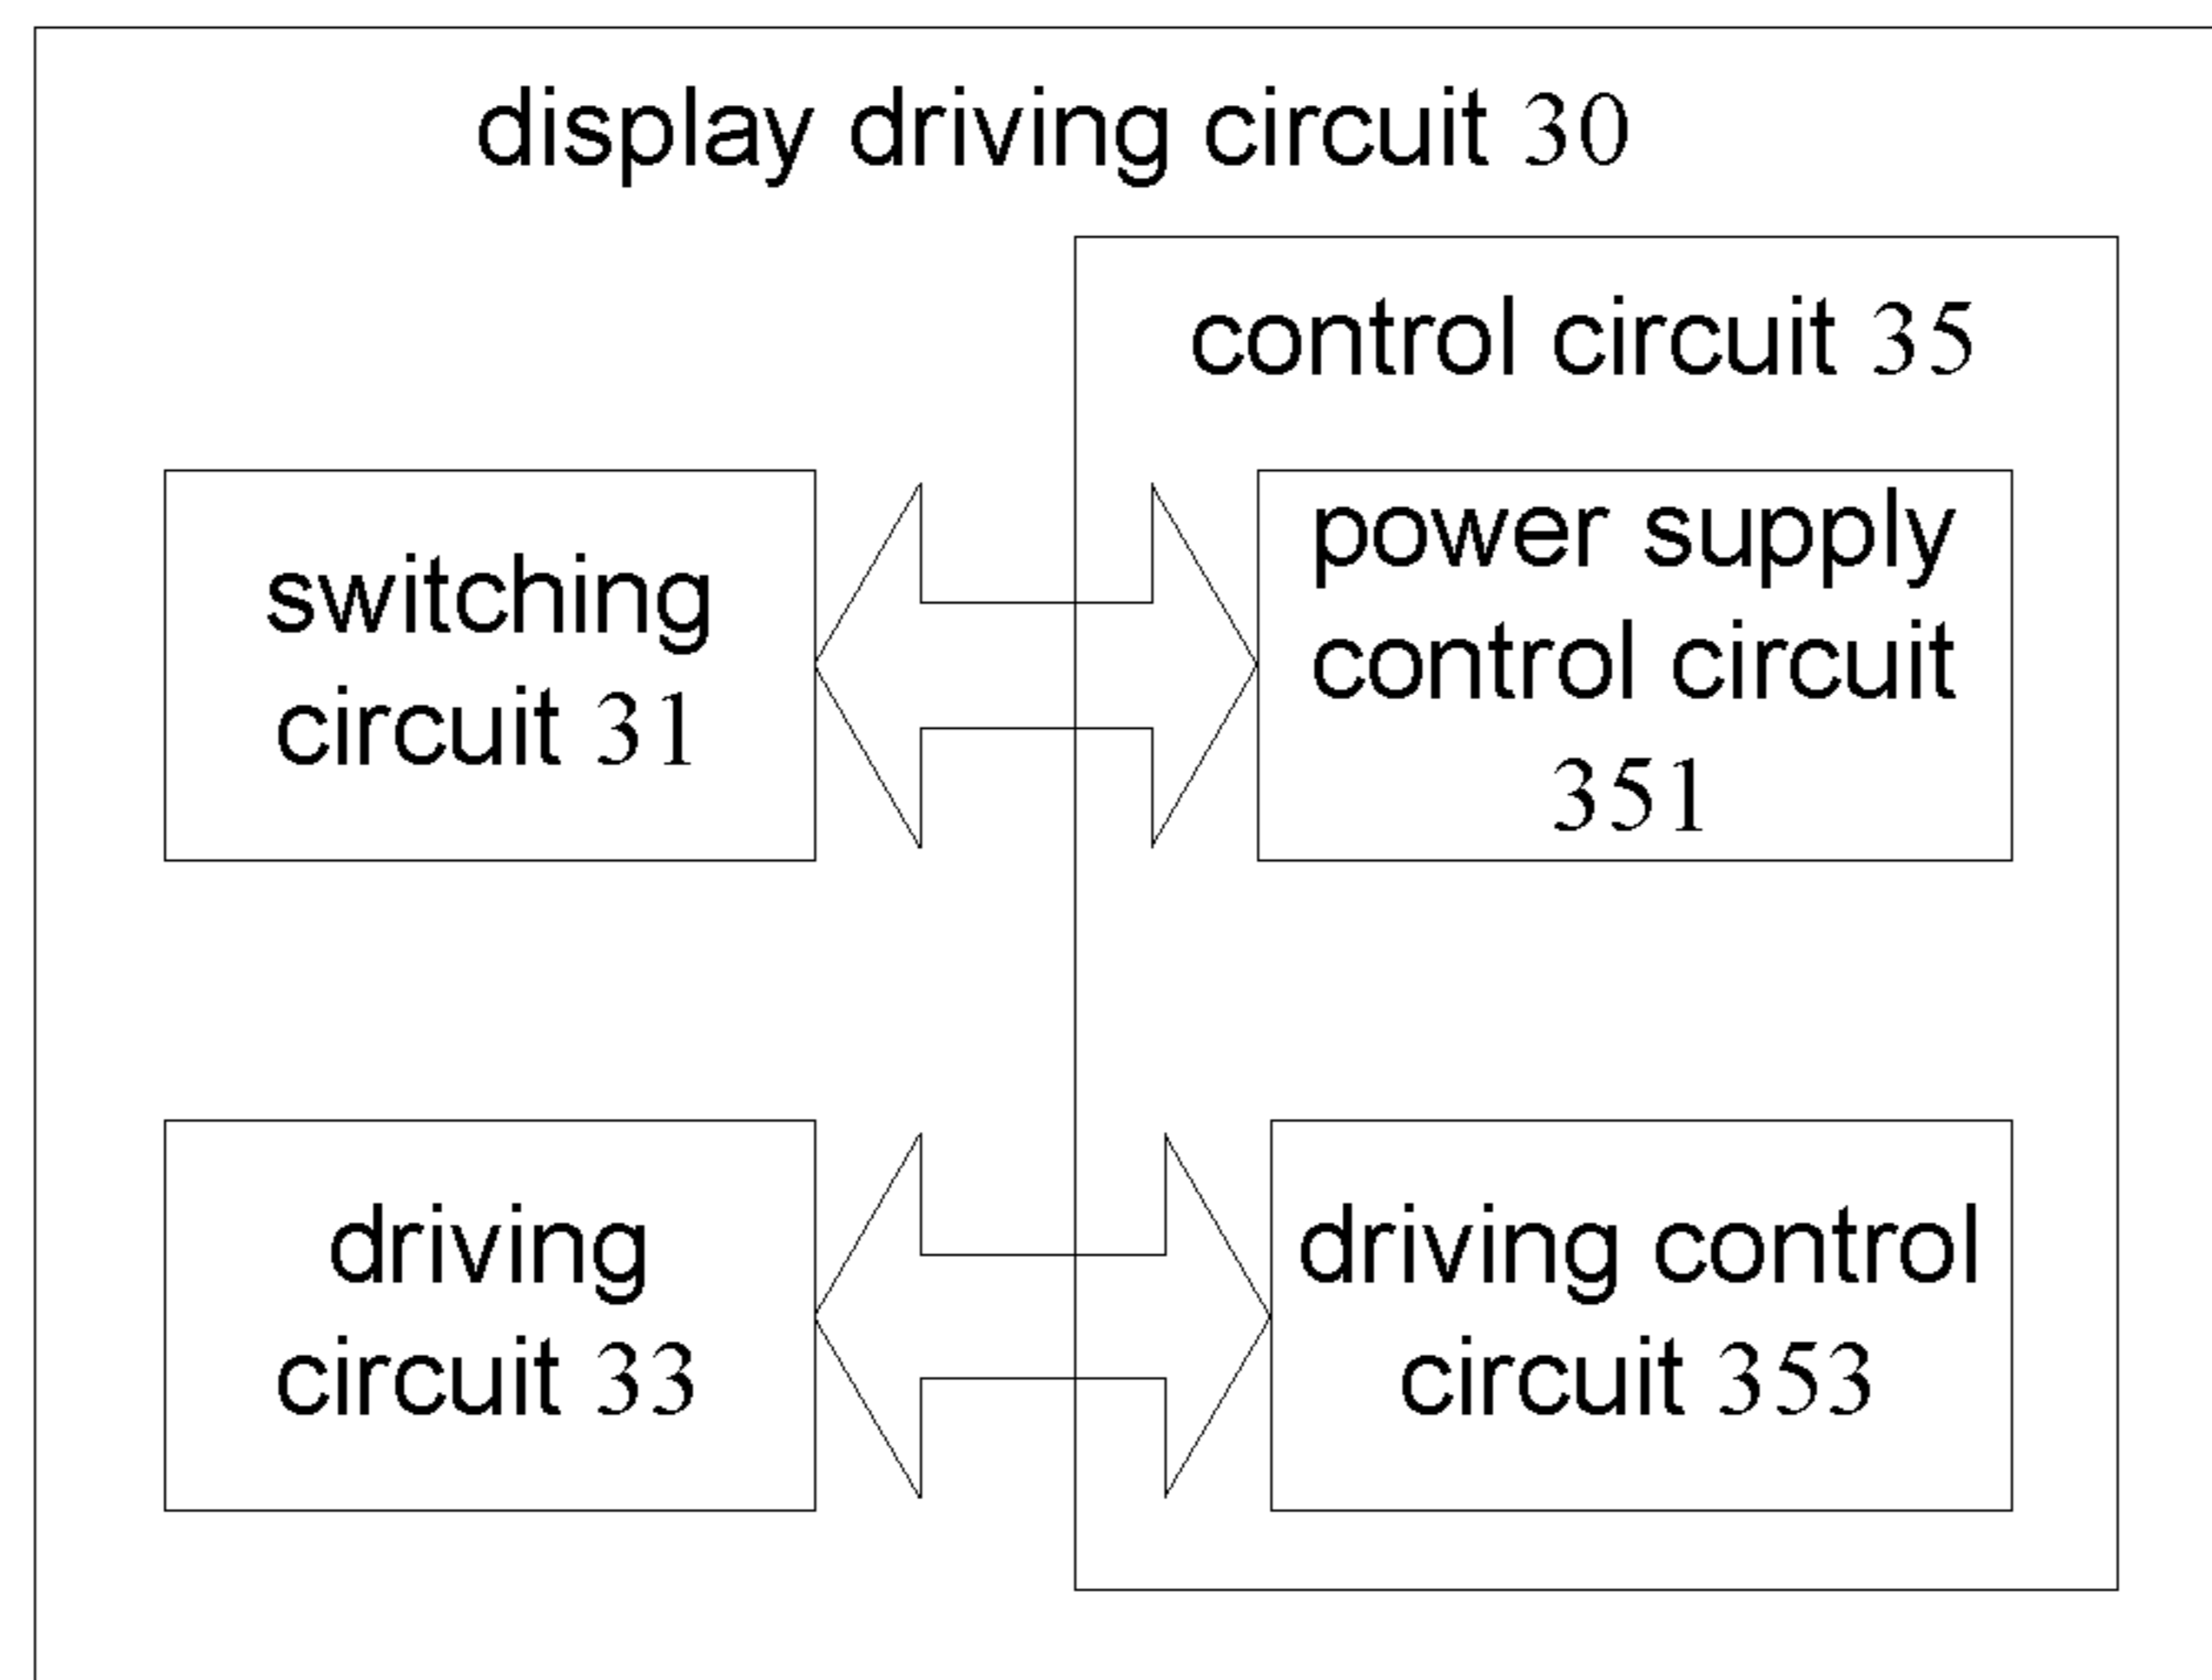 display driving circuit 30
control circuit 35
switching
circuit 31
power supply
control circuit
351
driving
circuit 33
driving control
circuit 353